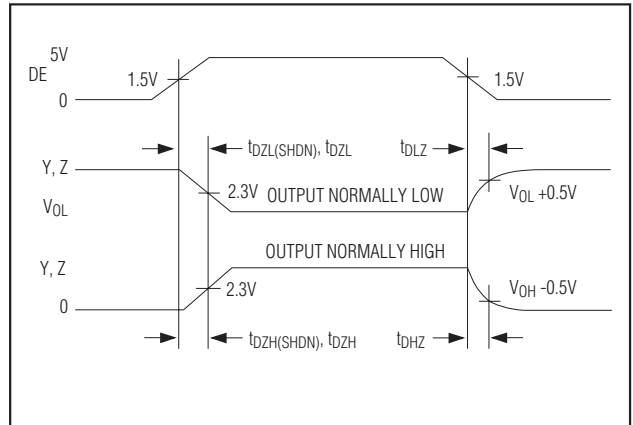 5V
DE
1.5V
1.5V
0
tDZL(SHDN), tDZL
tDLZ
Y, Z
2.3V
OUTPUT NORMALLY LOW
VOL +0.5V
VOL
OUTPUT NORMALLY HIGH
Y, Z
2.3V
VOH -0.5V
0
tDZH(SHDN), tDZH
tDHZ